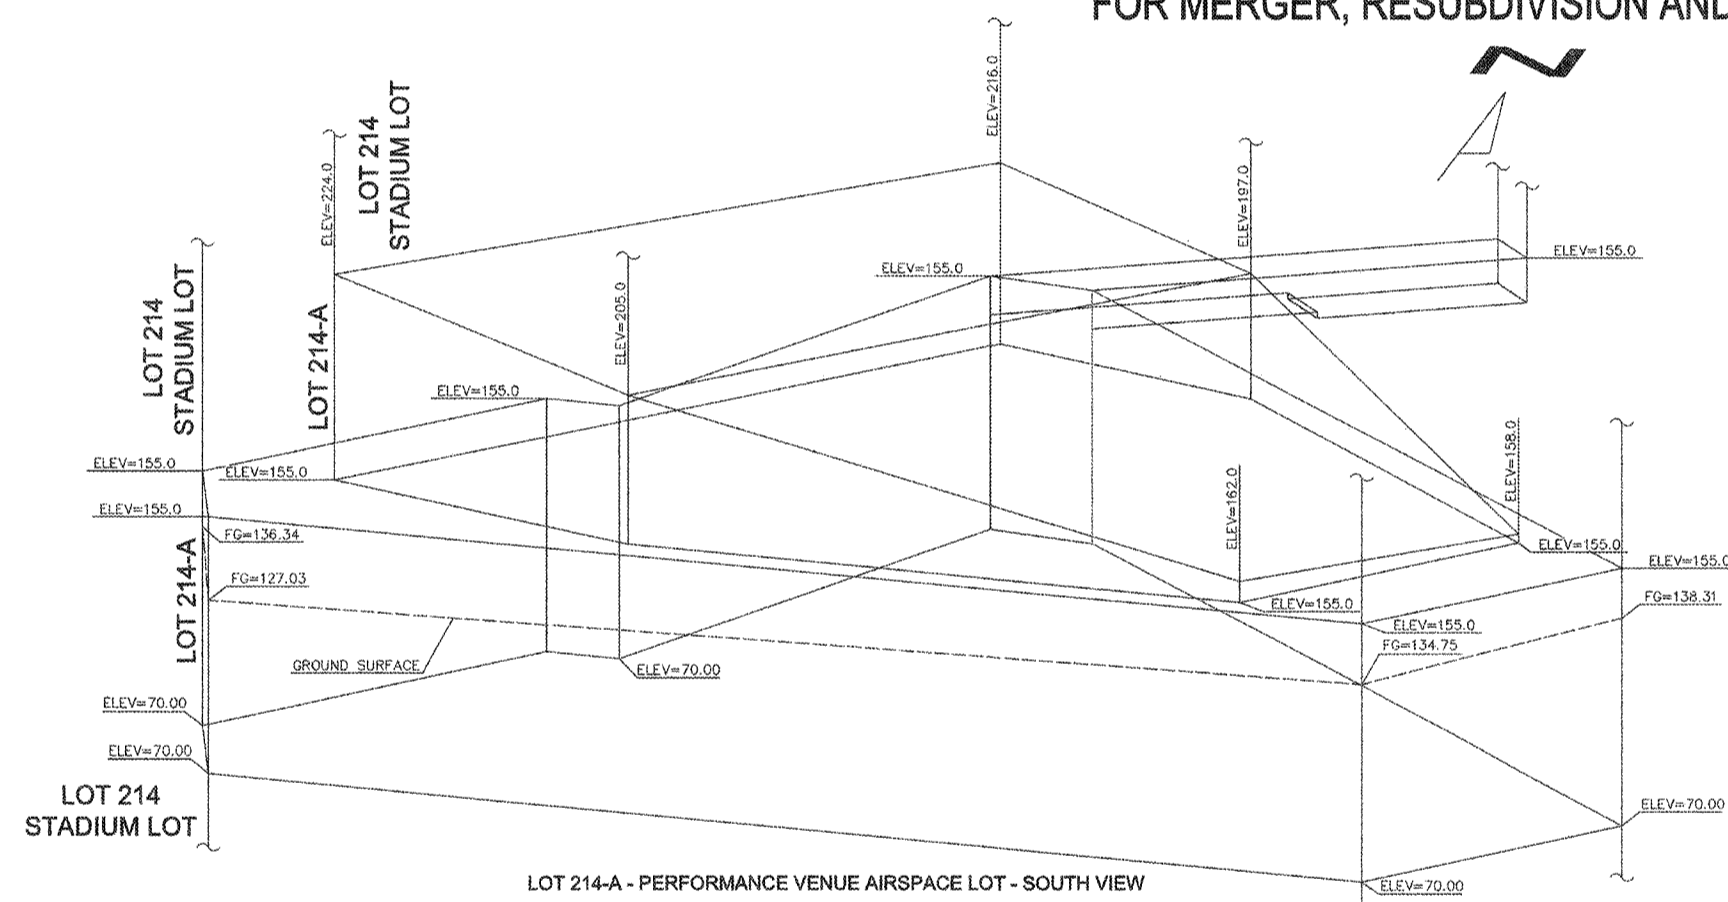 FOR MERGER, RESUBDIVISION AND
N
ELEV=216.0
LOT 214
STADIUM LOT
ELEV=224.0
ELEV=197.0
ELEV=155.0
ELEV=155.0
LOT 214
STADIUM LOT
LOT 214-A
ELEV=205.0
ELEV=155.0
ELEV=155.0
ELEV=155.0
ELEV=155.0
FG=136.34
FG=127.03
LOT 214-A
GROUND SURFACE
ELEV=70.00
ELEV=162.0
ELEV=158.0
ELEV=155.0
ELEV=155.0
ELEV=155.0
ELEV=155.0
FG=138.31
FG=134.75
ELEV=70.00
ELEV=70.00
LOT 214
STADIUM LOT
ELEV=70.00
ELEV=70.00
LOT 214-A - PERFORMANCE VENUE AIRSPACE LOT - SOUTH VIEW